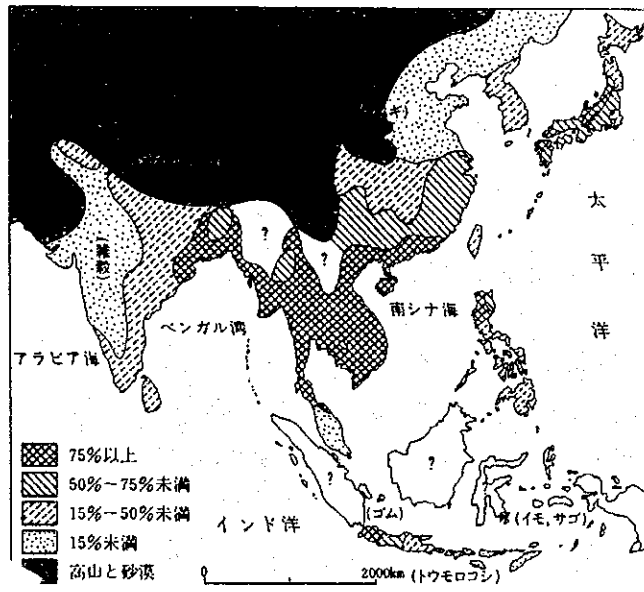 キ)
(雑穀)
?
?
太平洋
南シナ海
ベンガル湾
アラビア海
?
?
75%以上
50%~75%未満
15%~50%未満
15%未満
高山と砂漠
(ゴム)
インド洋
(イモ,サゴ)
0
2000km
(トウモロコシ)